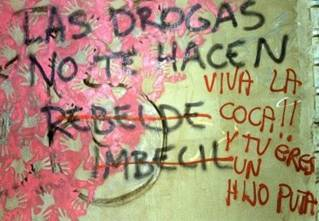 LAS DROGAS
NO TE HACEN
REBELDE
IMBECIL
VIVA LA
COCA!!
Y TU ERES
UN
HIJO PUTA